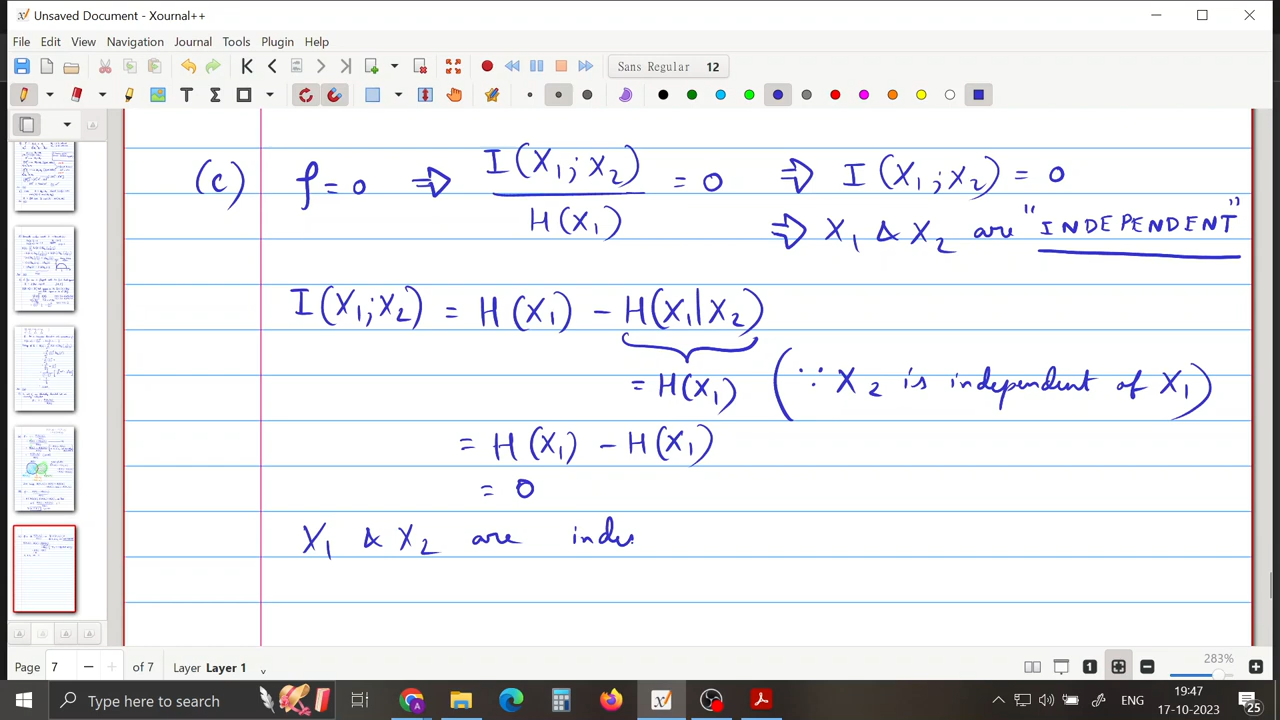 Unsaved Document - Xournal++
File Edit View Navigation Journal Tools Plugin Help
Sans Regular 12
(c) ρ = 0 ⇒ I(X1; X2) / H(X1) = 0 ⇒ I(X1; X2) = 0
⇒ X1 & X2 are "INDEPENDENT"
I(X1; X2) = H(X1) - H(X1|X2)
= H(X1) (∵ X2 is independent of X1)
= H(X1) - H(X1)
= 0
X1 & X2 are inde
Page 7 of 7 Layer Layer 1 283%
Type here to search
ENG 19:47
17-10-2023 25